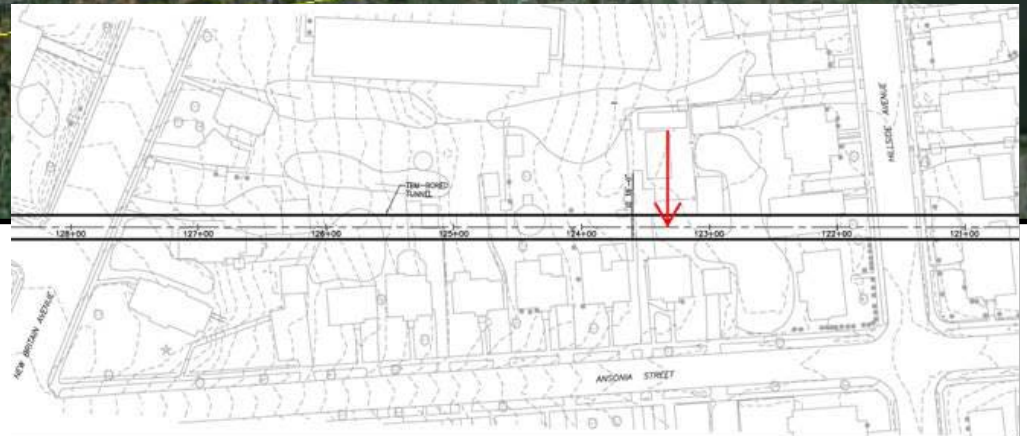 HILLSIDE AVENUE
TBM-BORED
TUNNEL
128+00 127+00 126+00 125+00 124+00 123+00 122+00 121+00
NEW BRITAIN AVENUE
ANSONIA STREET